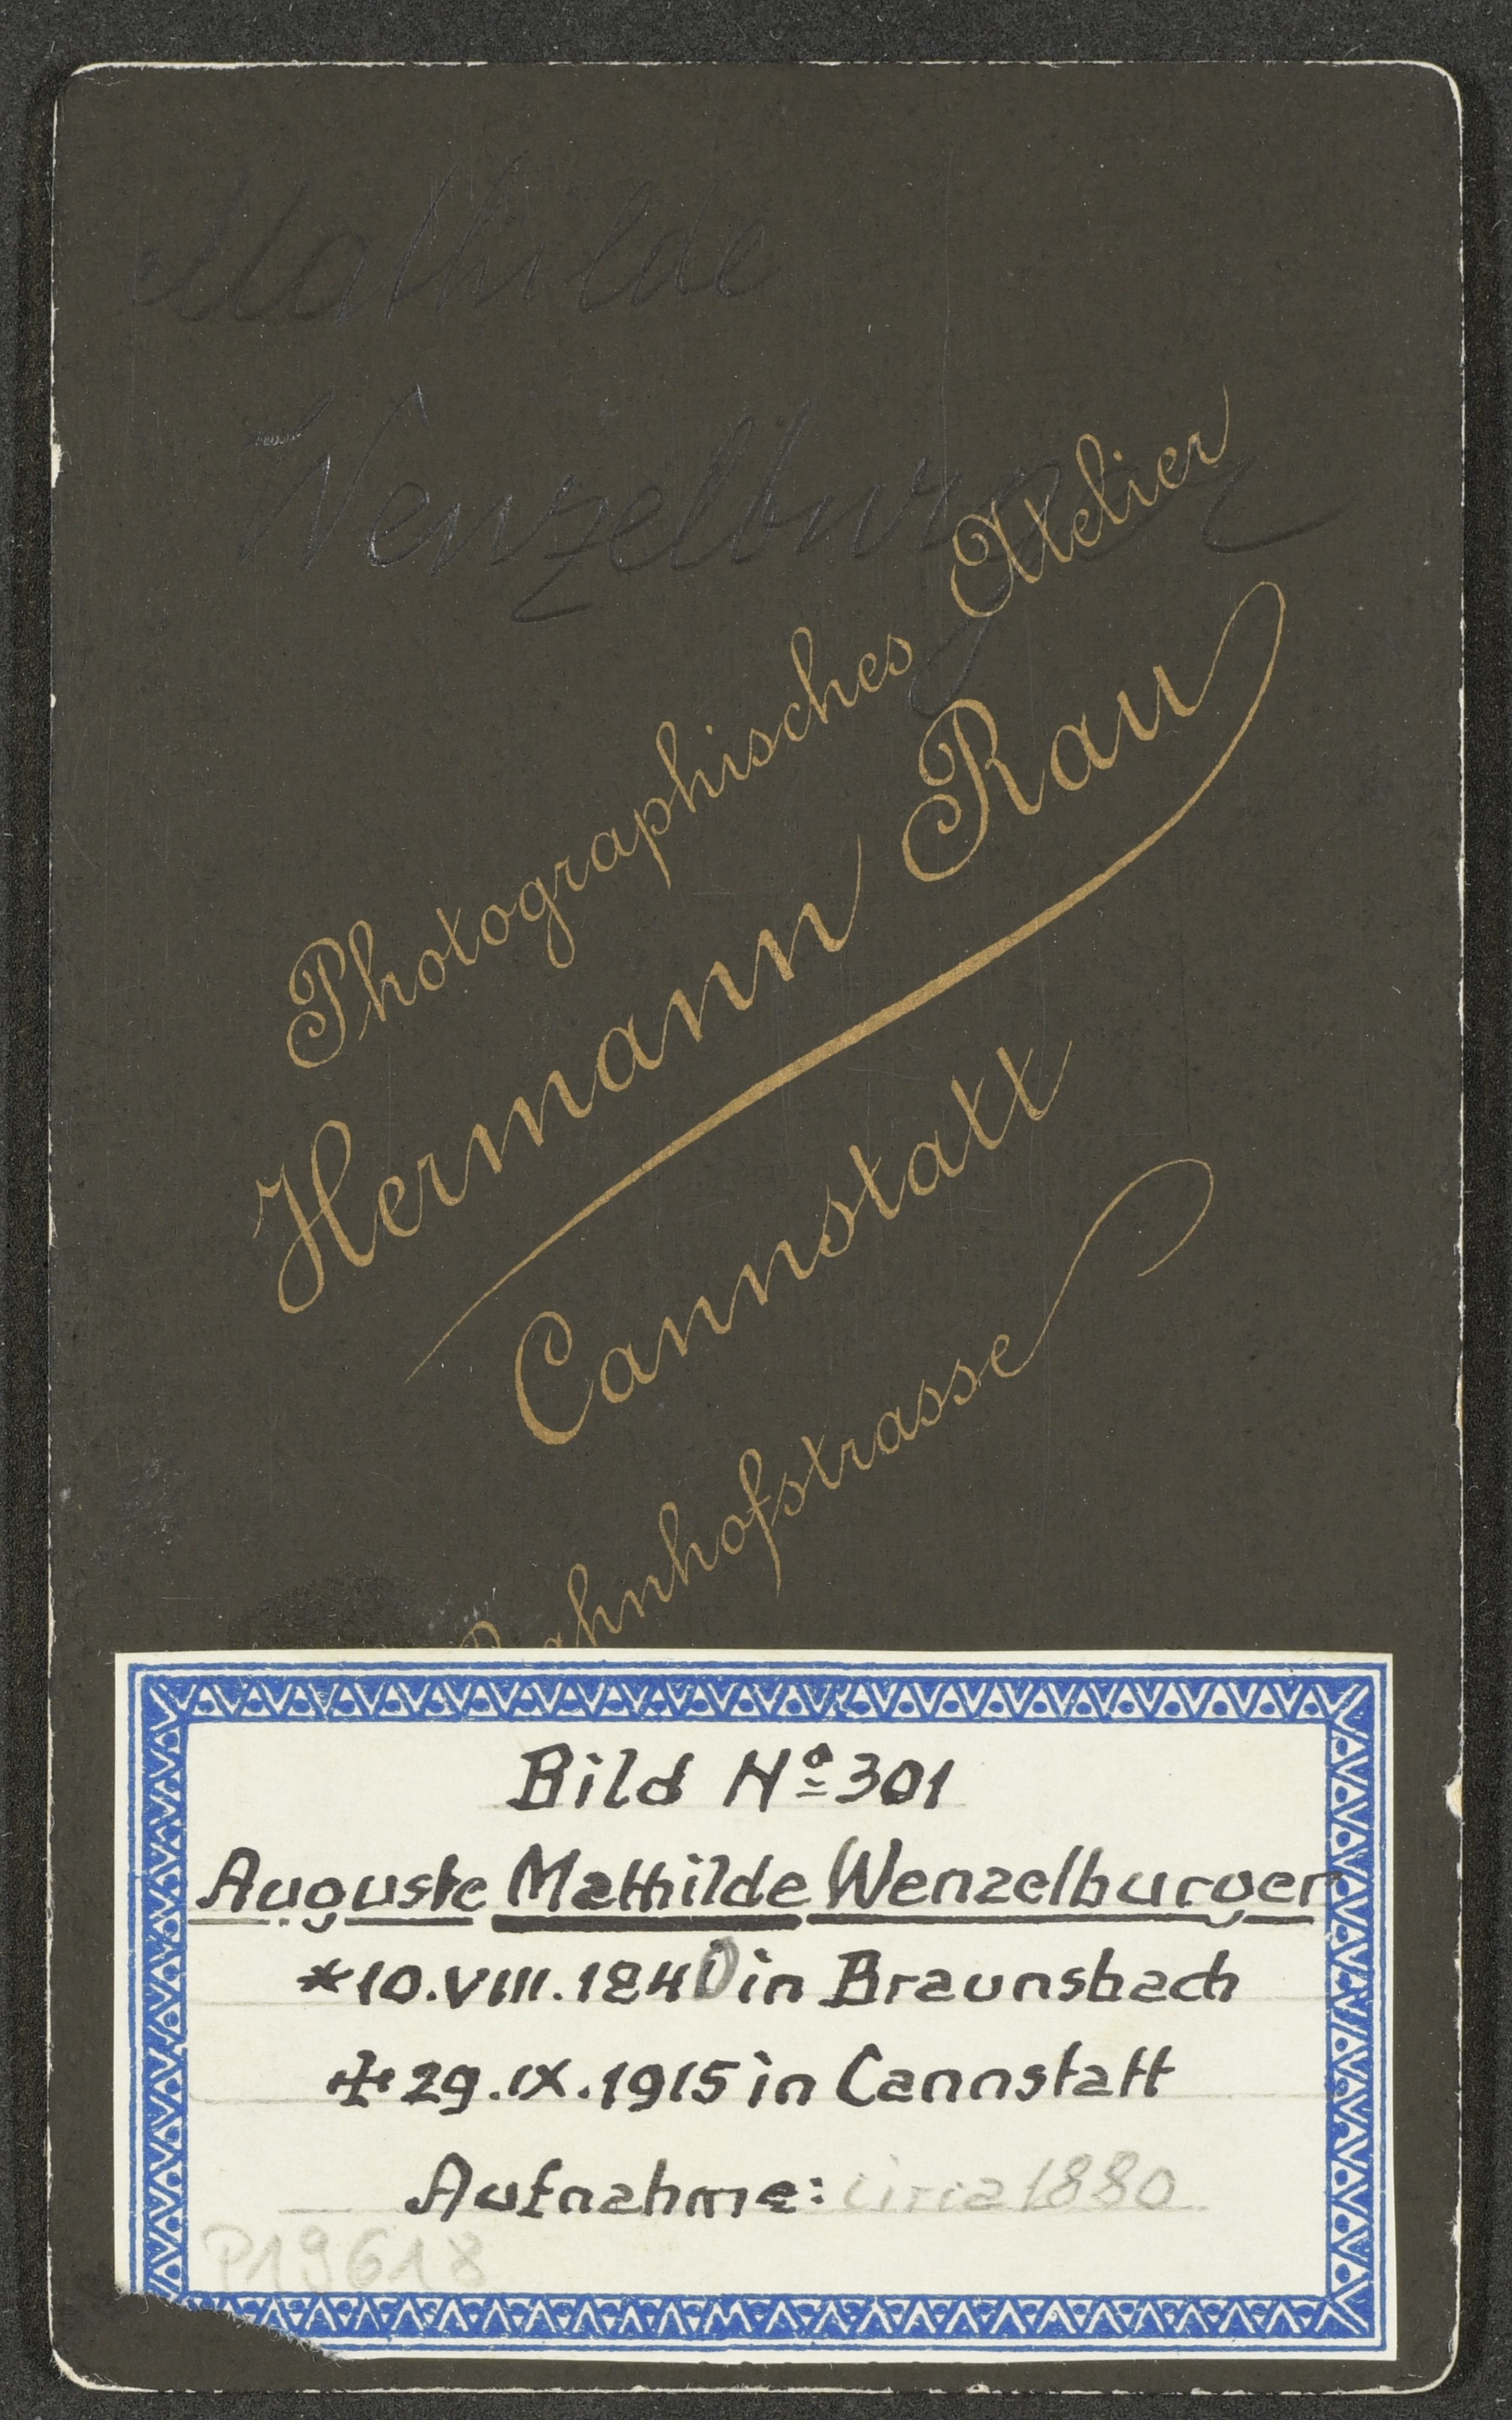 Mathilde
Wenzelburger
Photographisches Atelier
Hermann Rau
Cannstatt
Bahnhofstrasse
Bild Nº 301
Auguste Mathilde Wenzelburger
*10.VIII.1840 in Braunsbach
✠ 29.IX.1915 in Cannstatt
Aufnahme: circa 1880
P19618